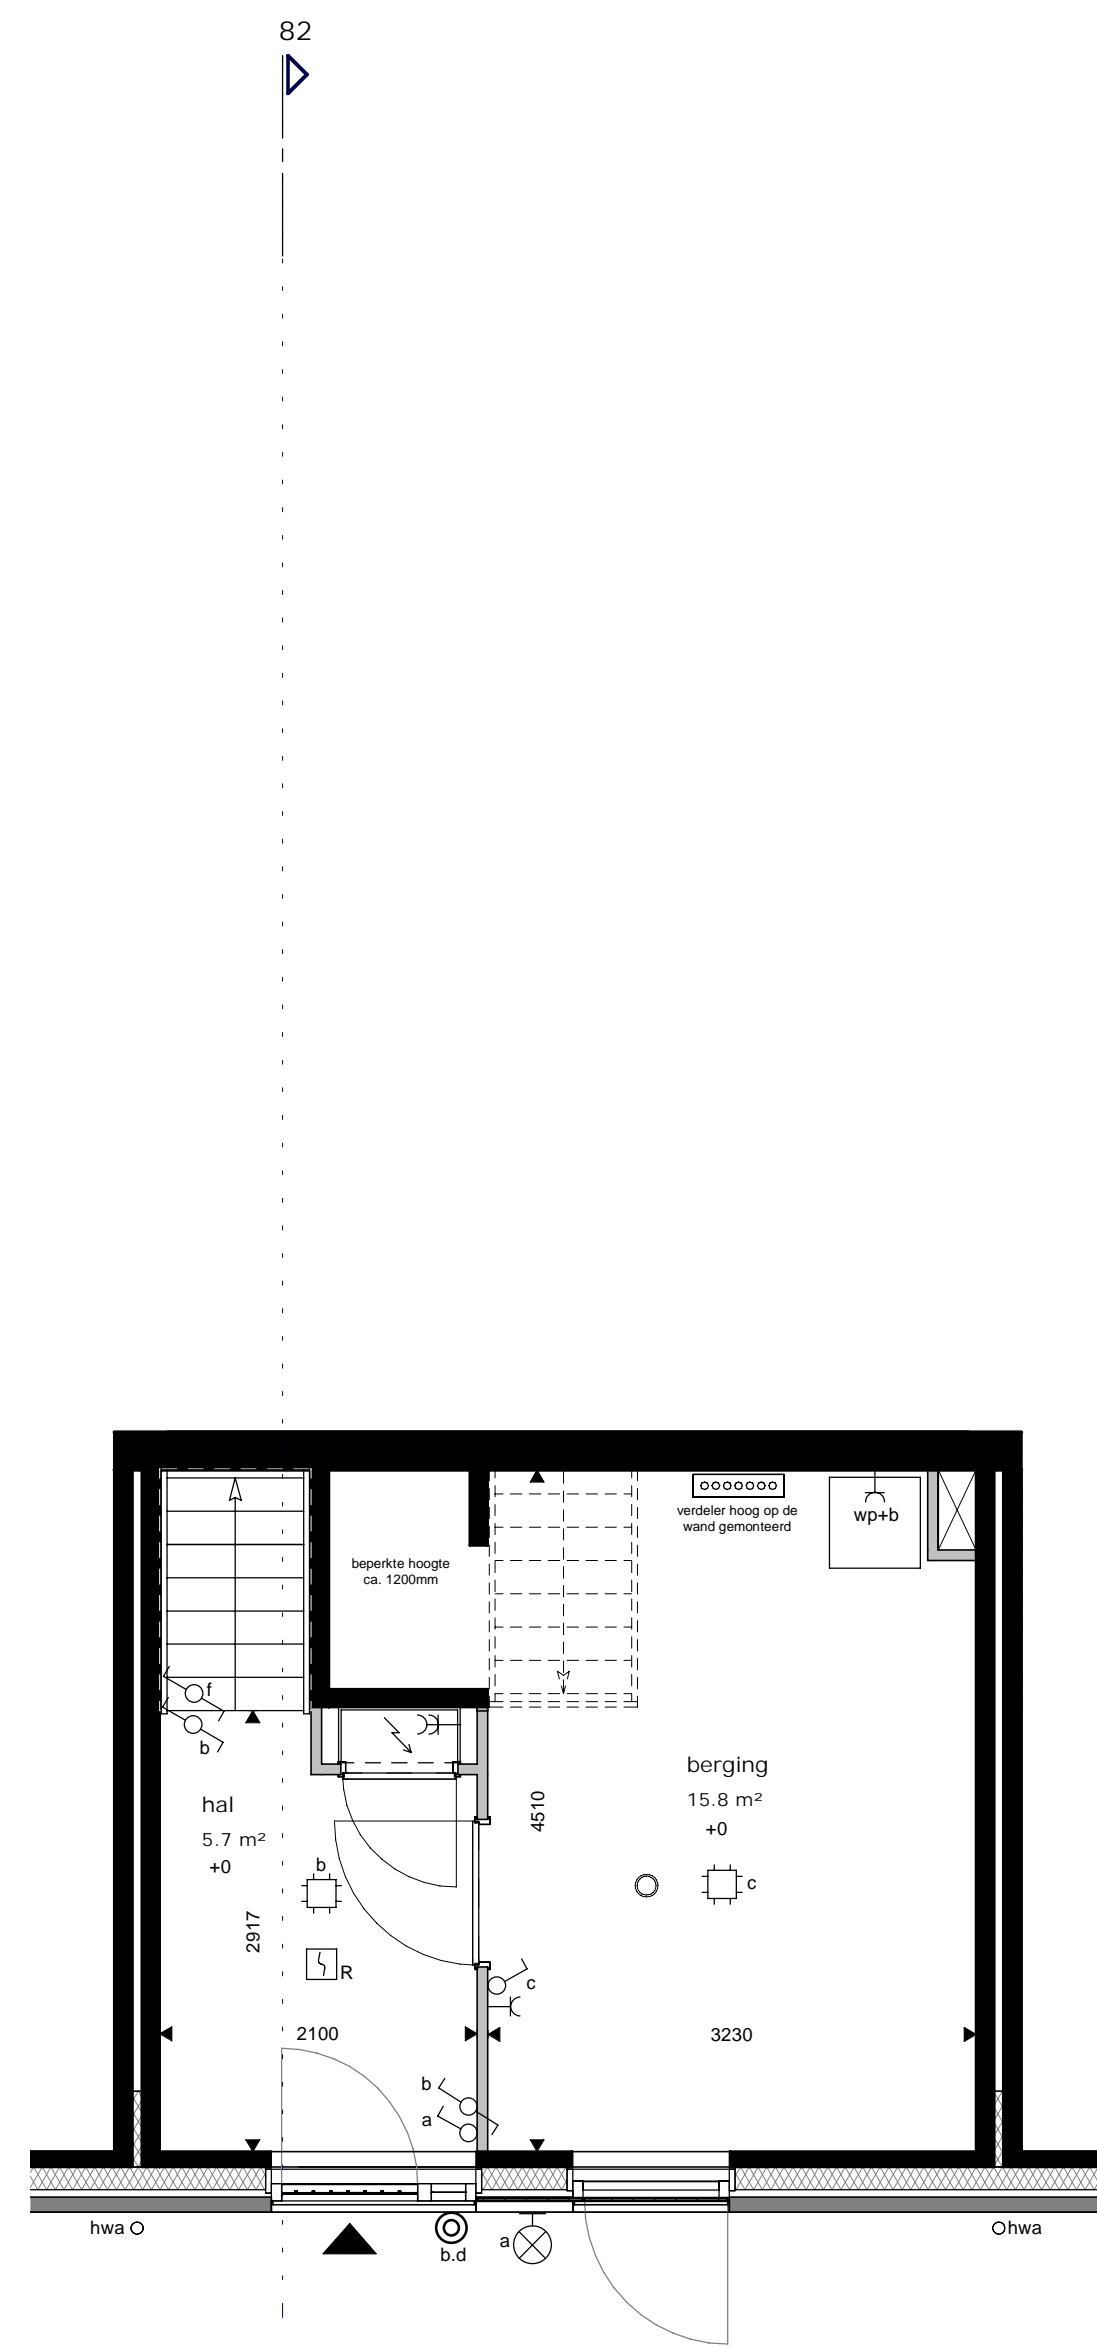 82
verdeler hoog op de
wand gemonteerd
wp+b
beperkte hoogte
ca. 1200mm
f
b
berging
15.8 m²
+0
hal
5.7 m²
+0
4510
b
c
2917
R
c
2100
3230
b
a
hwa
b.d
a
hwa